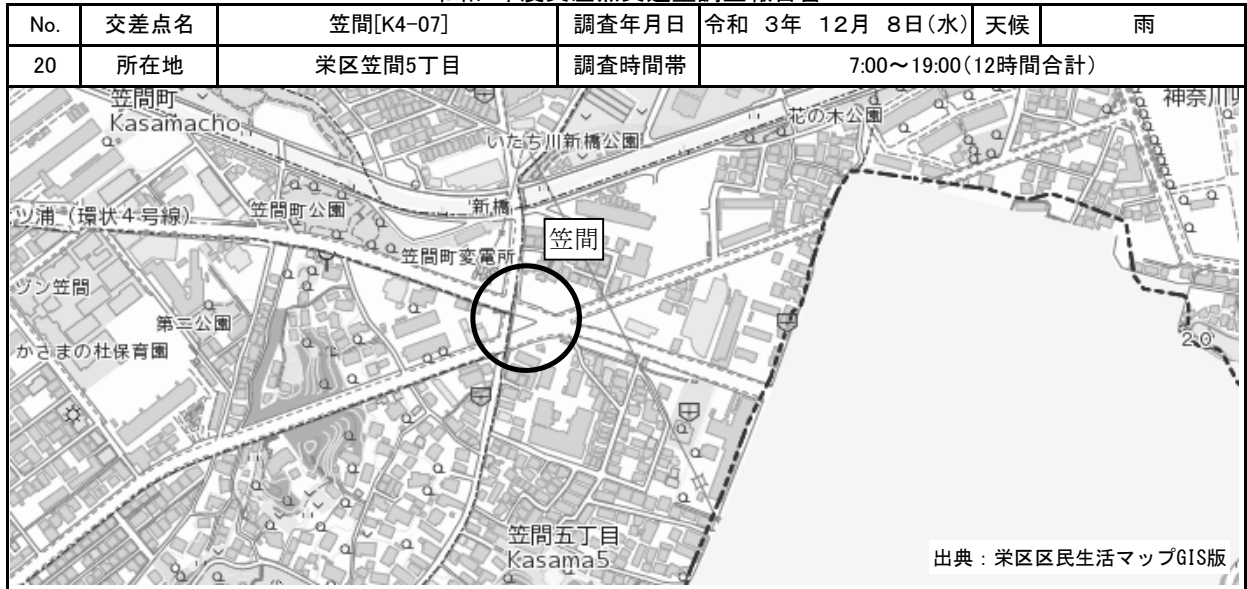 No. 交差点名 笠間[K4-07] 調査年月日 令和 3年 12月 8日(水) 天候 雨
20 所在地 栄区笠間5丁目 調査時間帯 7:00～19:00(12時間合計)
笠間町
Kasamacho
神奈川
花の木公園
いたち川新橋公園
新橋
ツ浦 (環状4号線)
笠間町公園
笠間
笠間町変電所
ゾン笠間
第二公園
かさまの杜保育園
20
笠間五丁目
Kasama5
出典：栄区区民生活マップGIS版